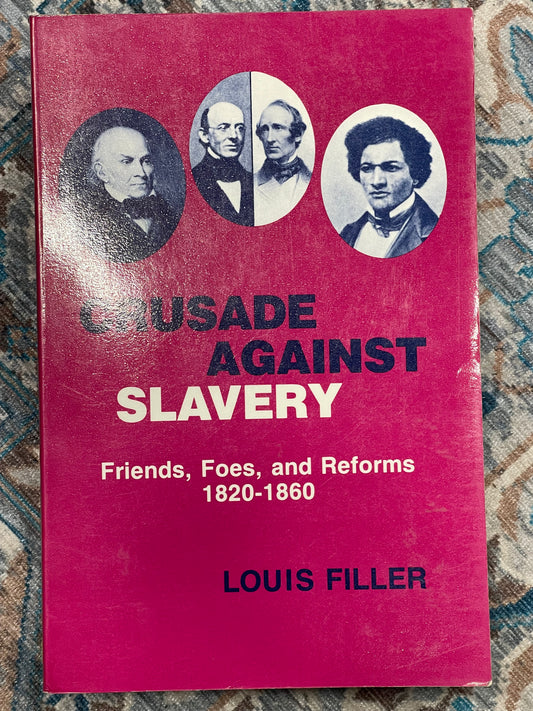 CRUSADE
AGAINST
SLAVERY
Friends, Foes, and Reforms
1820-1860
LOUIS FILLER